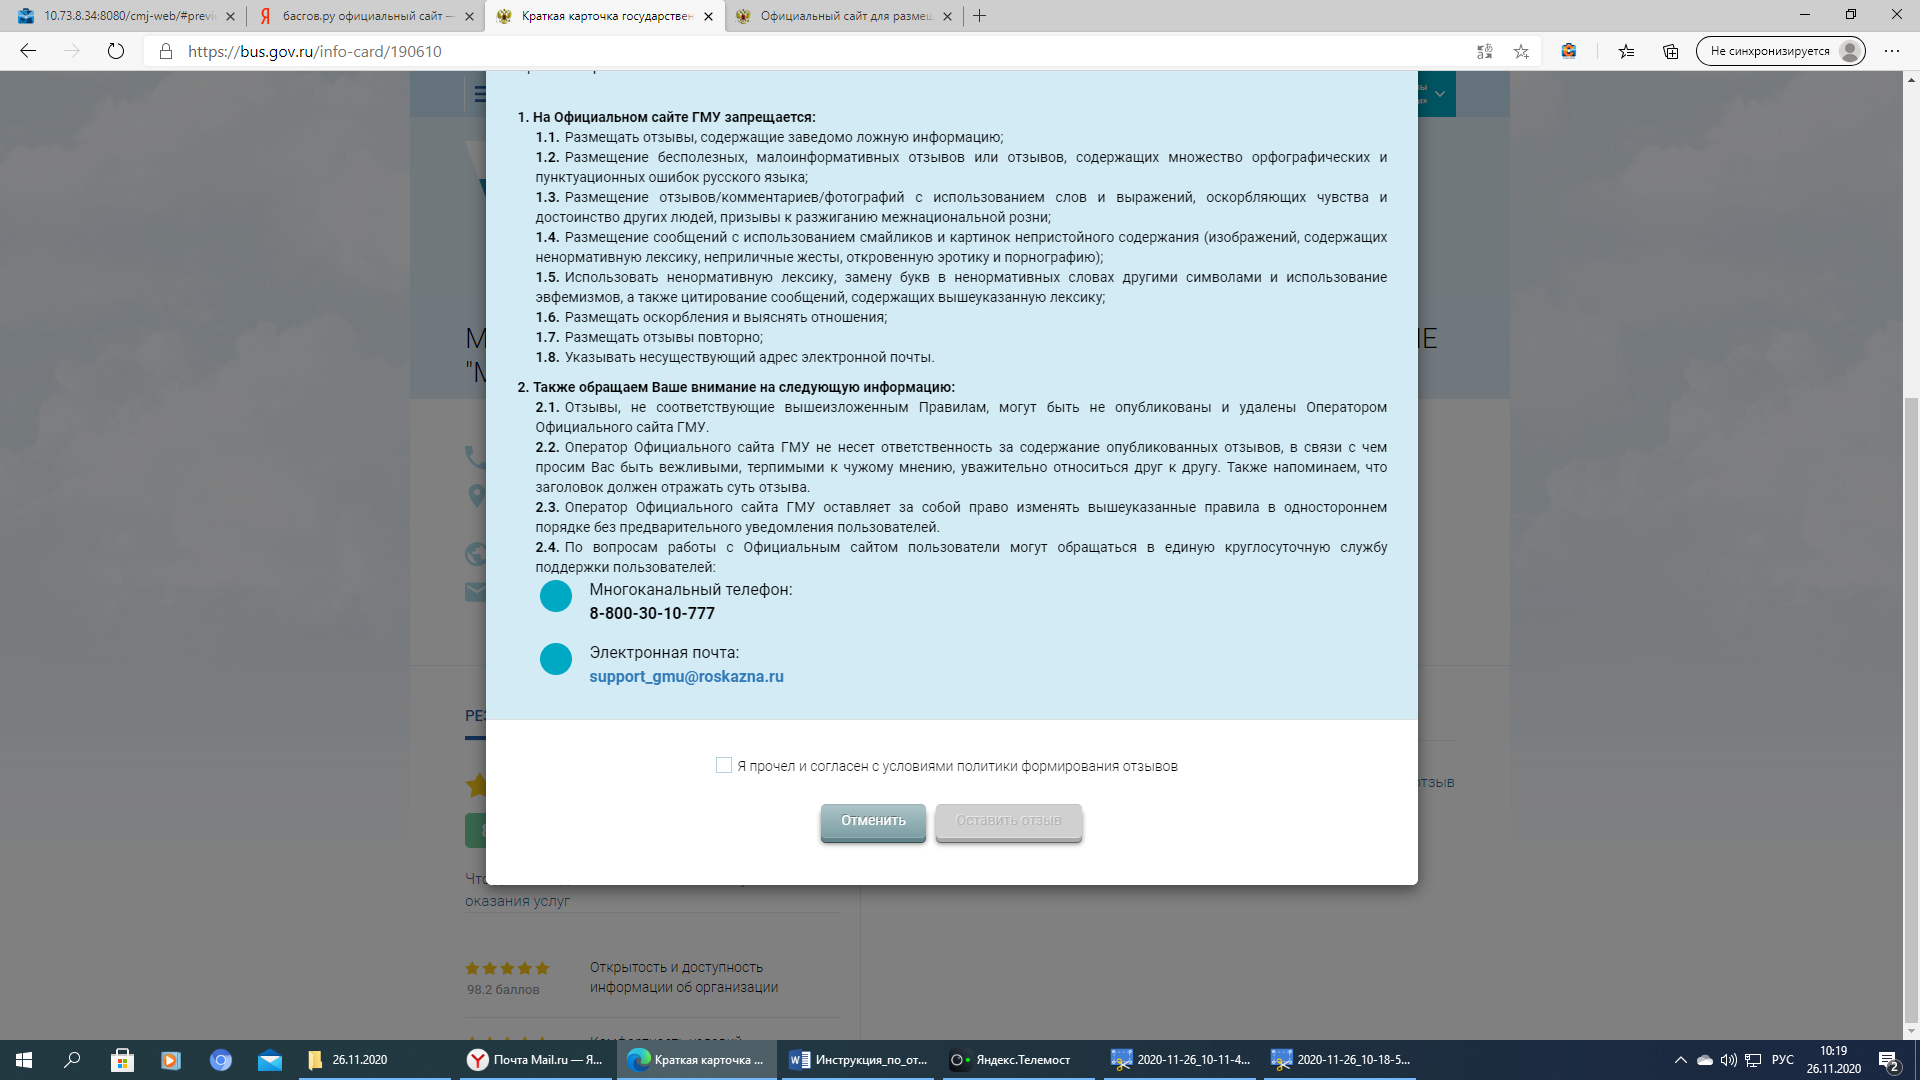 10.73.8.34:8080/cmj-web/#previ
басгов.ру официальный сайт —
Краткая карточка государствен
Официальный сайт для размещ
https://bus.gov.ru/info-card/190610
Не синхронизируется
1. На Официальном сайте ГМУ запрещается:
1.1. Размещать отзывы, содержащие заведомо ложную информацию;
1.2. Размещение бесполезных, малоинформативных отзывов или отзывов, содержащих множество орфографических и
пунктуационных ошибок русского языка;
1.3. Размещение отзывов/комментариев/фотографий с использованием слов и выражений, оскорбляющих чувства и
достоинство других людей, призывы к разжиганию межнациональной розни;
1.4. Размещение сообщений с использованием смайликов и картинок непристойного содержания (изображений, содержащих
ненормативную лексику, неприличные жесты, откровенную эротику и порнографию);
1.5. Использовать ненормативную лексику, замену букв в ненормативных словах другими символами и использование
эвфемизмов, а также цитирование сообщений, содержащих вышеуказанную лексику;
1.6. Размещать оскорбления и выяснять отношения;
1.7. Размещать отзывы повторно;
1.8. Указывать несуществующий адрес электронной почты.
2. Также обращаем Ваше внимание на следующую информацию:
2.1. Отзывы, не соответствующие вышеизложенным Правилам, могут быть не опубликованы и удалены Оператором
Официального сайта ГМУ.
2.2. Оператор Официального сайта ГМУ не несет ответственность за содержание опубликованных отзывов, в связи с чем
просим Вас быть вежливыми, терпимыми к чужому мнению, уважительно относиться друг к другу. Также напоминаем, что
заголовок должен отражать суть отзыва.
2.3. Оператор Официального сайта ГМУ оставляет за собой право изменять вышеуказанные правила в одностороннем
порядке без предварительного уведомления пользователей.
2.4. По вопросам работы с Официальным сайтом пользователи могут обращаться в единую круглосуточную службу
поддержки пользователей:
Многоканальный телефон:
8-800-30-10-777
Электронная почта:
support_gmu@roskazna.ru
РЕЗ
Я прочел и согласен с условиями политики формирования отзывов
отзыв
Отменить
Оставить отзыв
оказания услуг
98.2 баллов
Открытость и доступность
информации об организации
26.11.2020
Почта Mail.ru — Я...
Краткая карточка ...
Инструкция_по_от...
Яндекс.Телемост
2020-11-26_10-11-4...
2020-11-26_10-18-5...
РУС
10:19
26.11.2020
2